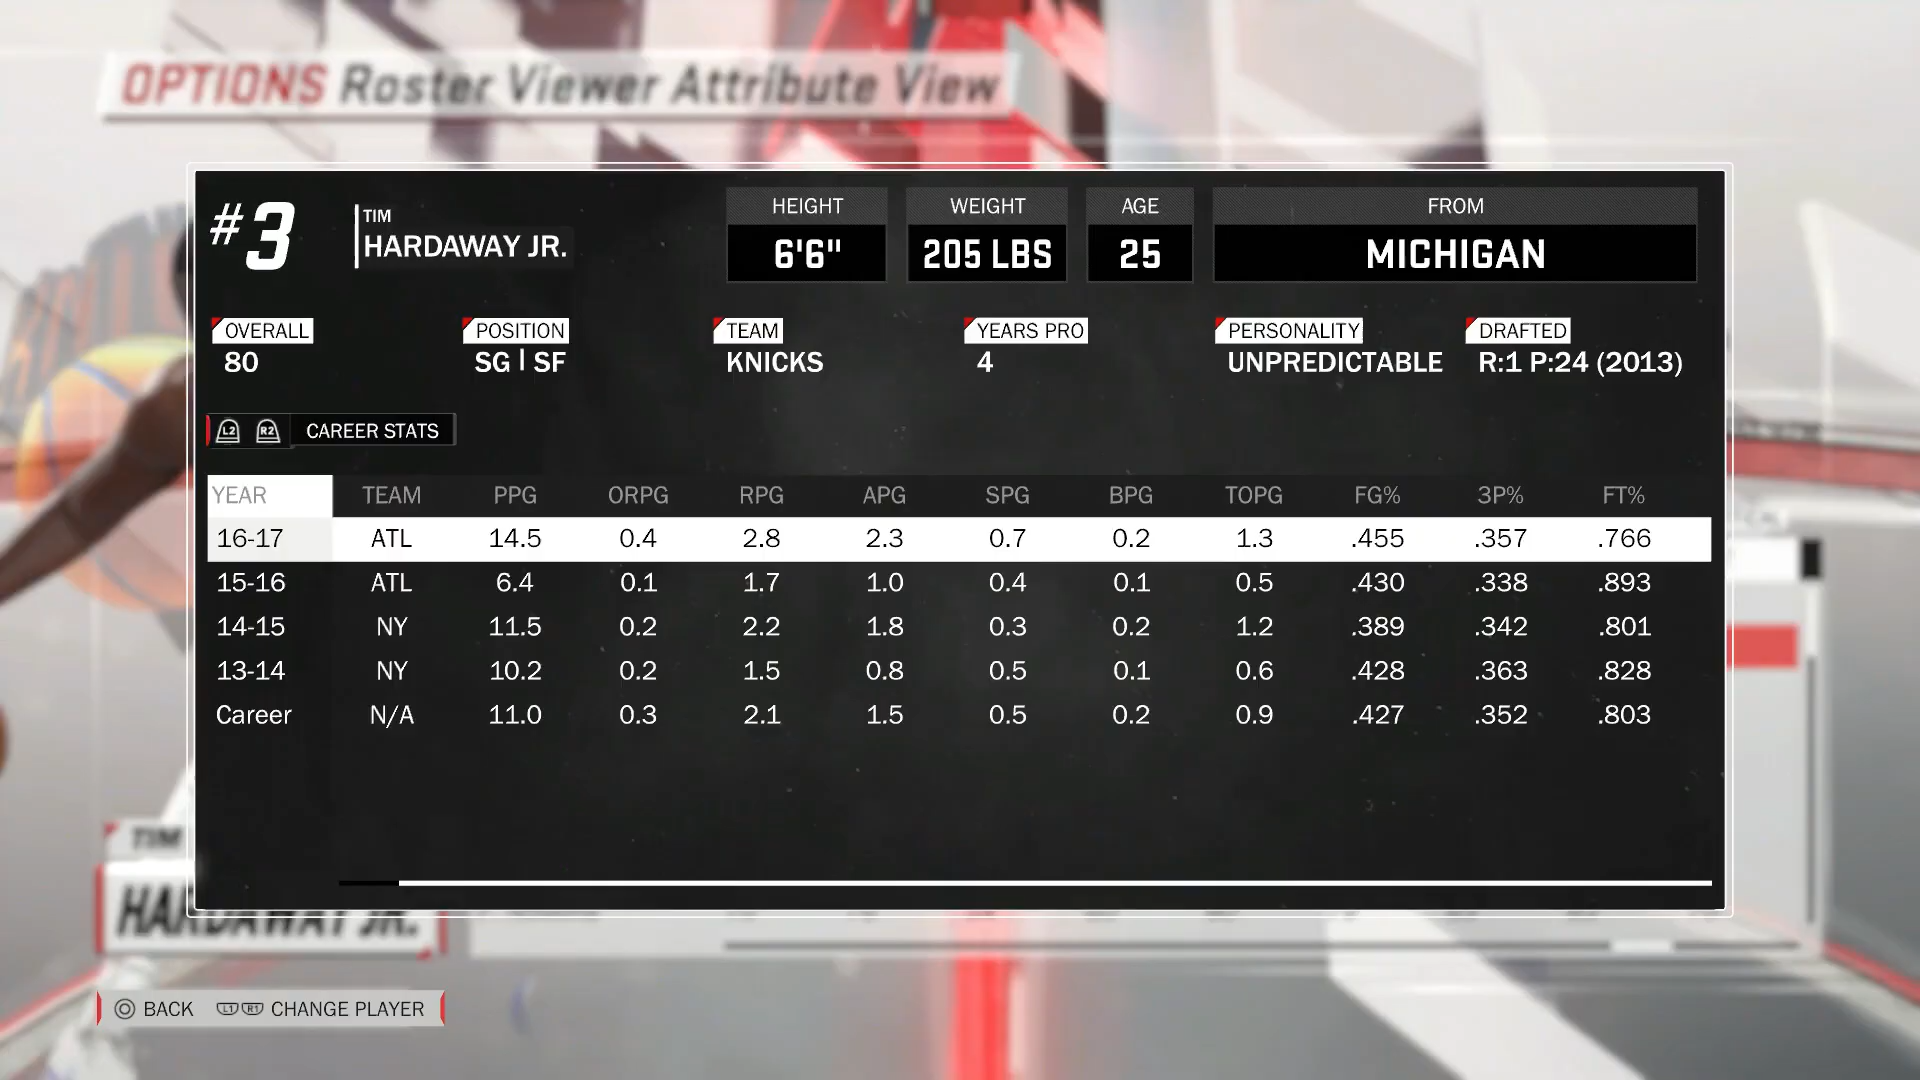 OPTIONS Roster Viewer Attribute View
#3
TIM
HARDAWAY JR.
HEIGHT WEIGHT AGE FROM
6'6" 205 LBS 25 MICHIGAN
OVERALL POSITION TEAM YEARS PRO PERSONALITY DRAFTED
80 SG | SF KNICKS 4 UNPREDICTABLE R:1 P:24 (2013)
L2 R2 CAREER STATS
YEAR TEAM PPG ORPG RPG APG SPG BPG TOPG FG% 3P% FT%
16-17 ATL 14.5 0.4 2.8 2.3 0.7 0.2 1.3 .455 .357 .766
15-16 ATL 6.4 0.1 1.7 1.0 0.4 0.1 0.5 .430 .338 .893
14-15 NY 11.5 0.2 2.2 1.8 0.3 0.2 1.2 .389 .342 .801
13-14 NY 10.2 0.2 1.5 0.8 0.5 0.1 0.6 .428 .363 .828
Career N/A 11.0 0.3 2.1 1.5 0.5 0.2 0.9 .427 .352 .803
TIM
HARDAWAY JR.
BACK L1 R1 CHANGE PLAYER